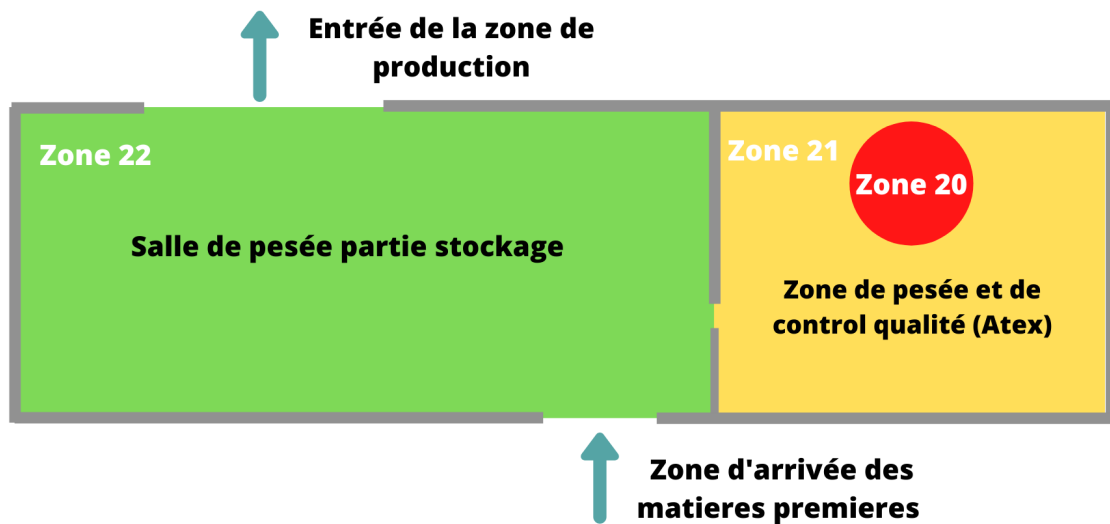 Entrée de la zone de
production
Zone 22
Zone 21
Zone 20
Salle de pesée partie stockage
Zone de pesée et de
control qualité (Atex)
Zone d'arrivée des
matieres premieres